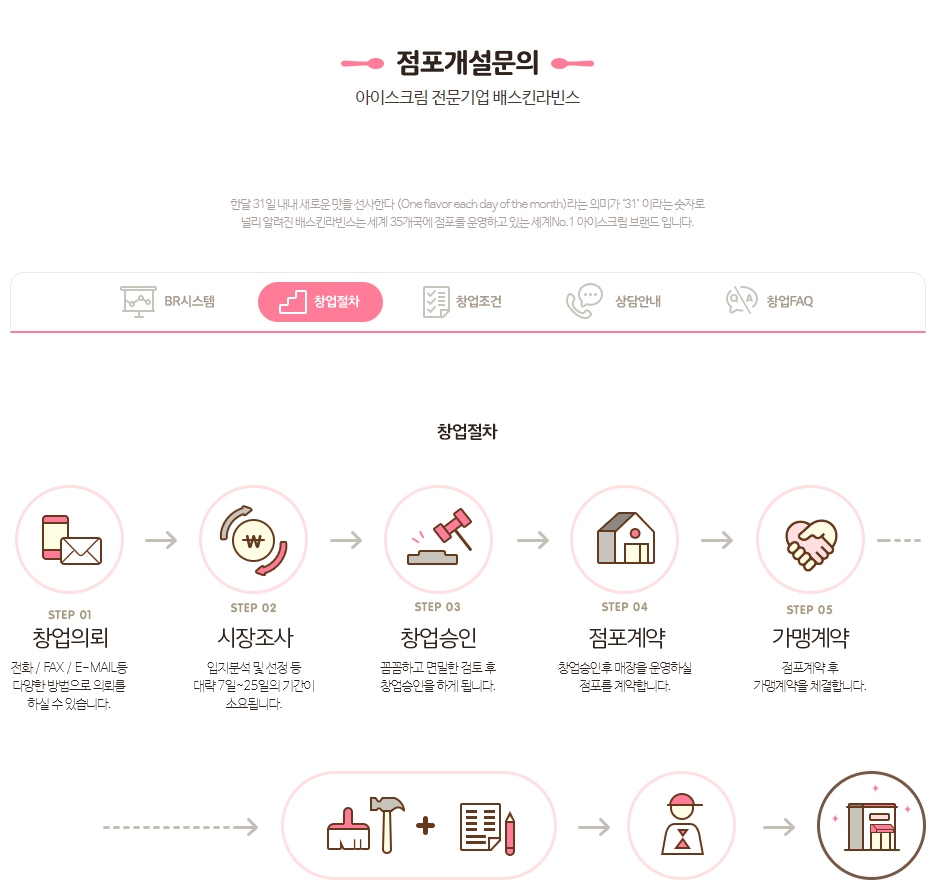 점포개설문의
아이스크림 전문기업 배스킨라빈스
한달 31일 내내 새로운 맛을 선사한다 (One flavor each day of the month)라는 의미가 '31' 이라는 숫자로
널리 알려진 배스킨라빈스는 세계 35개국에 점포를 운영하고 있는 세계No.1 아이스크림 브랜드 입니다.
BR시스템 창업절차 창업조건 상담안내 창업FAQ
창업절차
STEP 01 STEP 02 STEP 03 STEP 04 STEP 05
창업의뢰 시장조사 창업승인 점포계약 가맹계약
전화 / FAX / E-MAIL등
다양한 방법으로 의뢰를
하실 수 있습니다.
입지분석 및 선정 등
대략 7일~25일의 기간이
소요됩니다.
꼼꼼하고 면밀한 검토 후
창업승인을 하게 됩니다.
창업승인후 매장을 운영하실
점포를 계약합니다.
점포계약 후
가맹계약을 체결합니다.